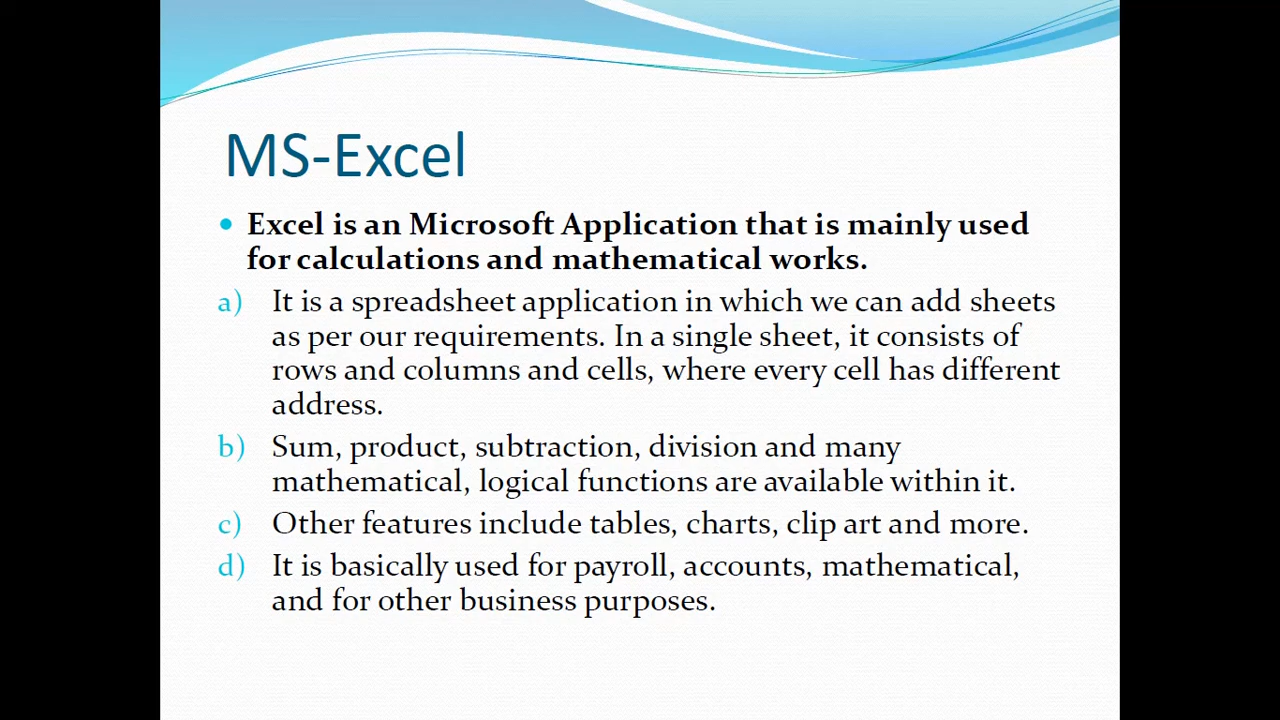 MS-Excel
• Excel is an Microsoft Application that is mainly used
for calculations and mathematical works.
a) It is a spreadsheet application in which we can add sheets
as per our requirements. In a single sheet, it consists of
rows and columns and cells, where every cell has different
address.
b) Sum, product, subtraction, division and many
mathematical, logical functions are available within it.
c) Other features include tables, charts, clip art and more.
d) It is basically used for payroll, accounts, mathematical,
and for other business purposes.